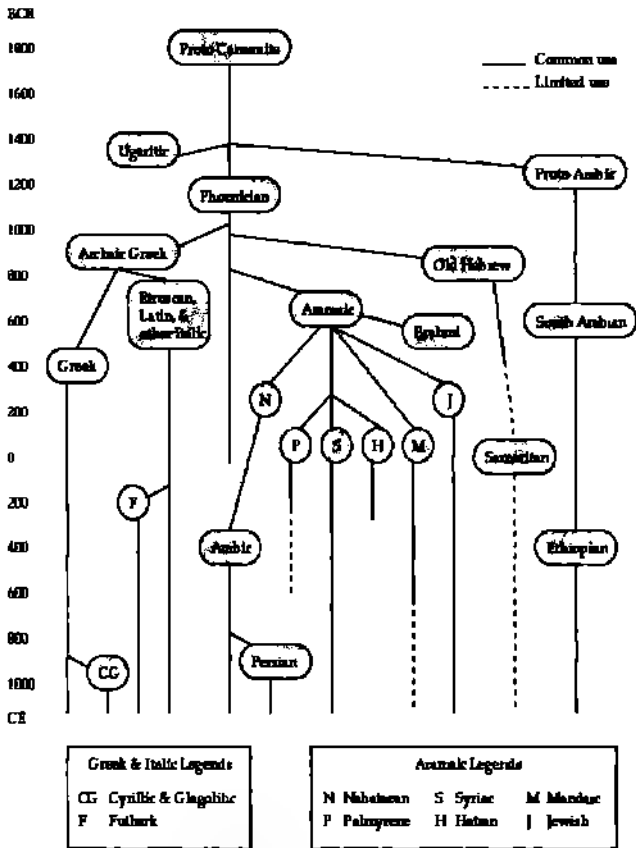 BCE
1800
1600
1400
1200
1000
800
600
400
200
0
200
400
600
800
1000
CE
Proto-Canaanite
Common use
Limited use
Ugaritic
Proto Arabic
Phoenician
Archaic Greek
Old Hebrew
Etruscan,
Latin, &
other Italic
Aramaic
South Arabian
Greek
N
J
P
S
H
M
Samaritan
F
Arabic
Ethiopian
CG
Persian
Greek & Italic Legends
CG Cyrillic & Glagolitic
F Futhark
Aramaic Legends
N Nabataean S Syriac M Mandaic
P Palmyrene H Hatran J Jewish